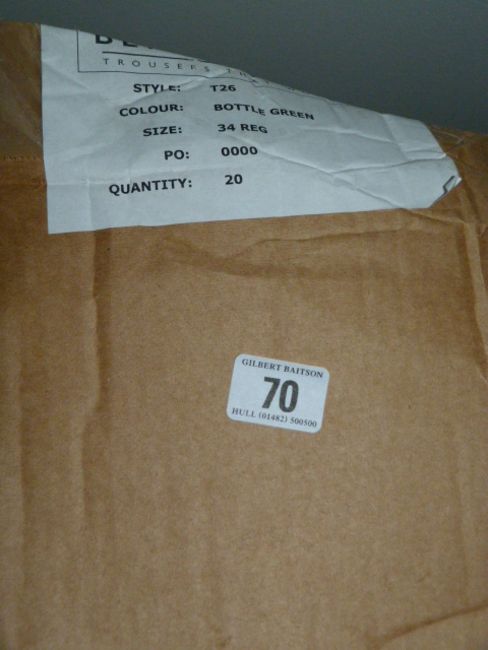 TROUSERS
STYLE: T26
COLOUR: BOTTLE GREEN
SIZE: 34 REG
PO: 0000
QUANTITY: 20
GILBERT BAITSON
70
HULL (01482) 500500